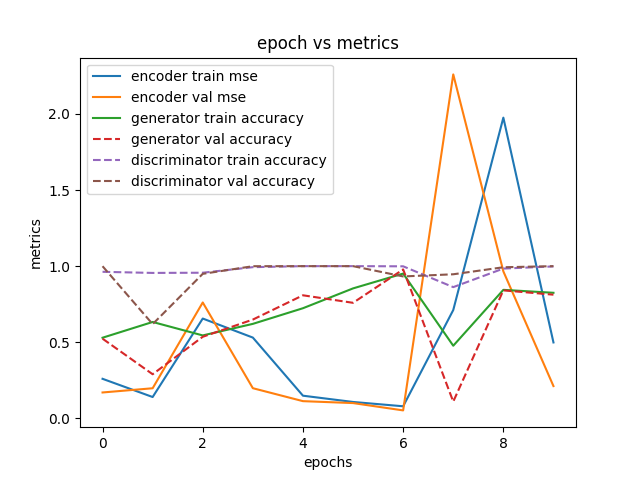 epoch vs metrics
encoder train mse
encoder val mse
generator train accuracy
generator val accuracy
discriminator train accuracy
discriminator val accuracy
2.0
1.5
1.0
0.5
0.0
metrics
0 2 4 6 8
epochs